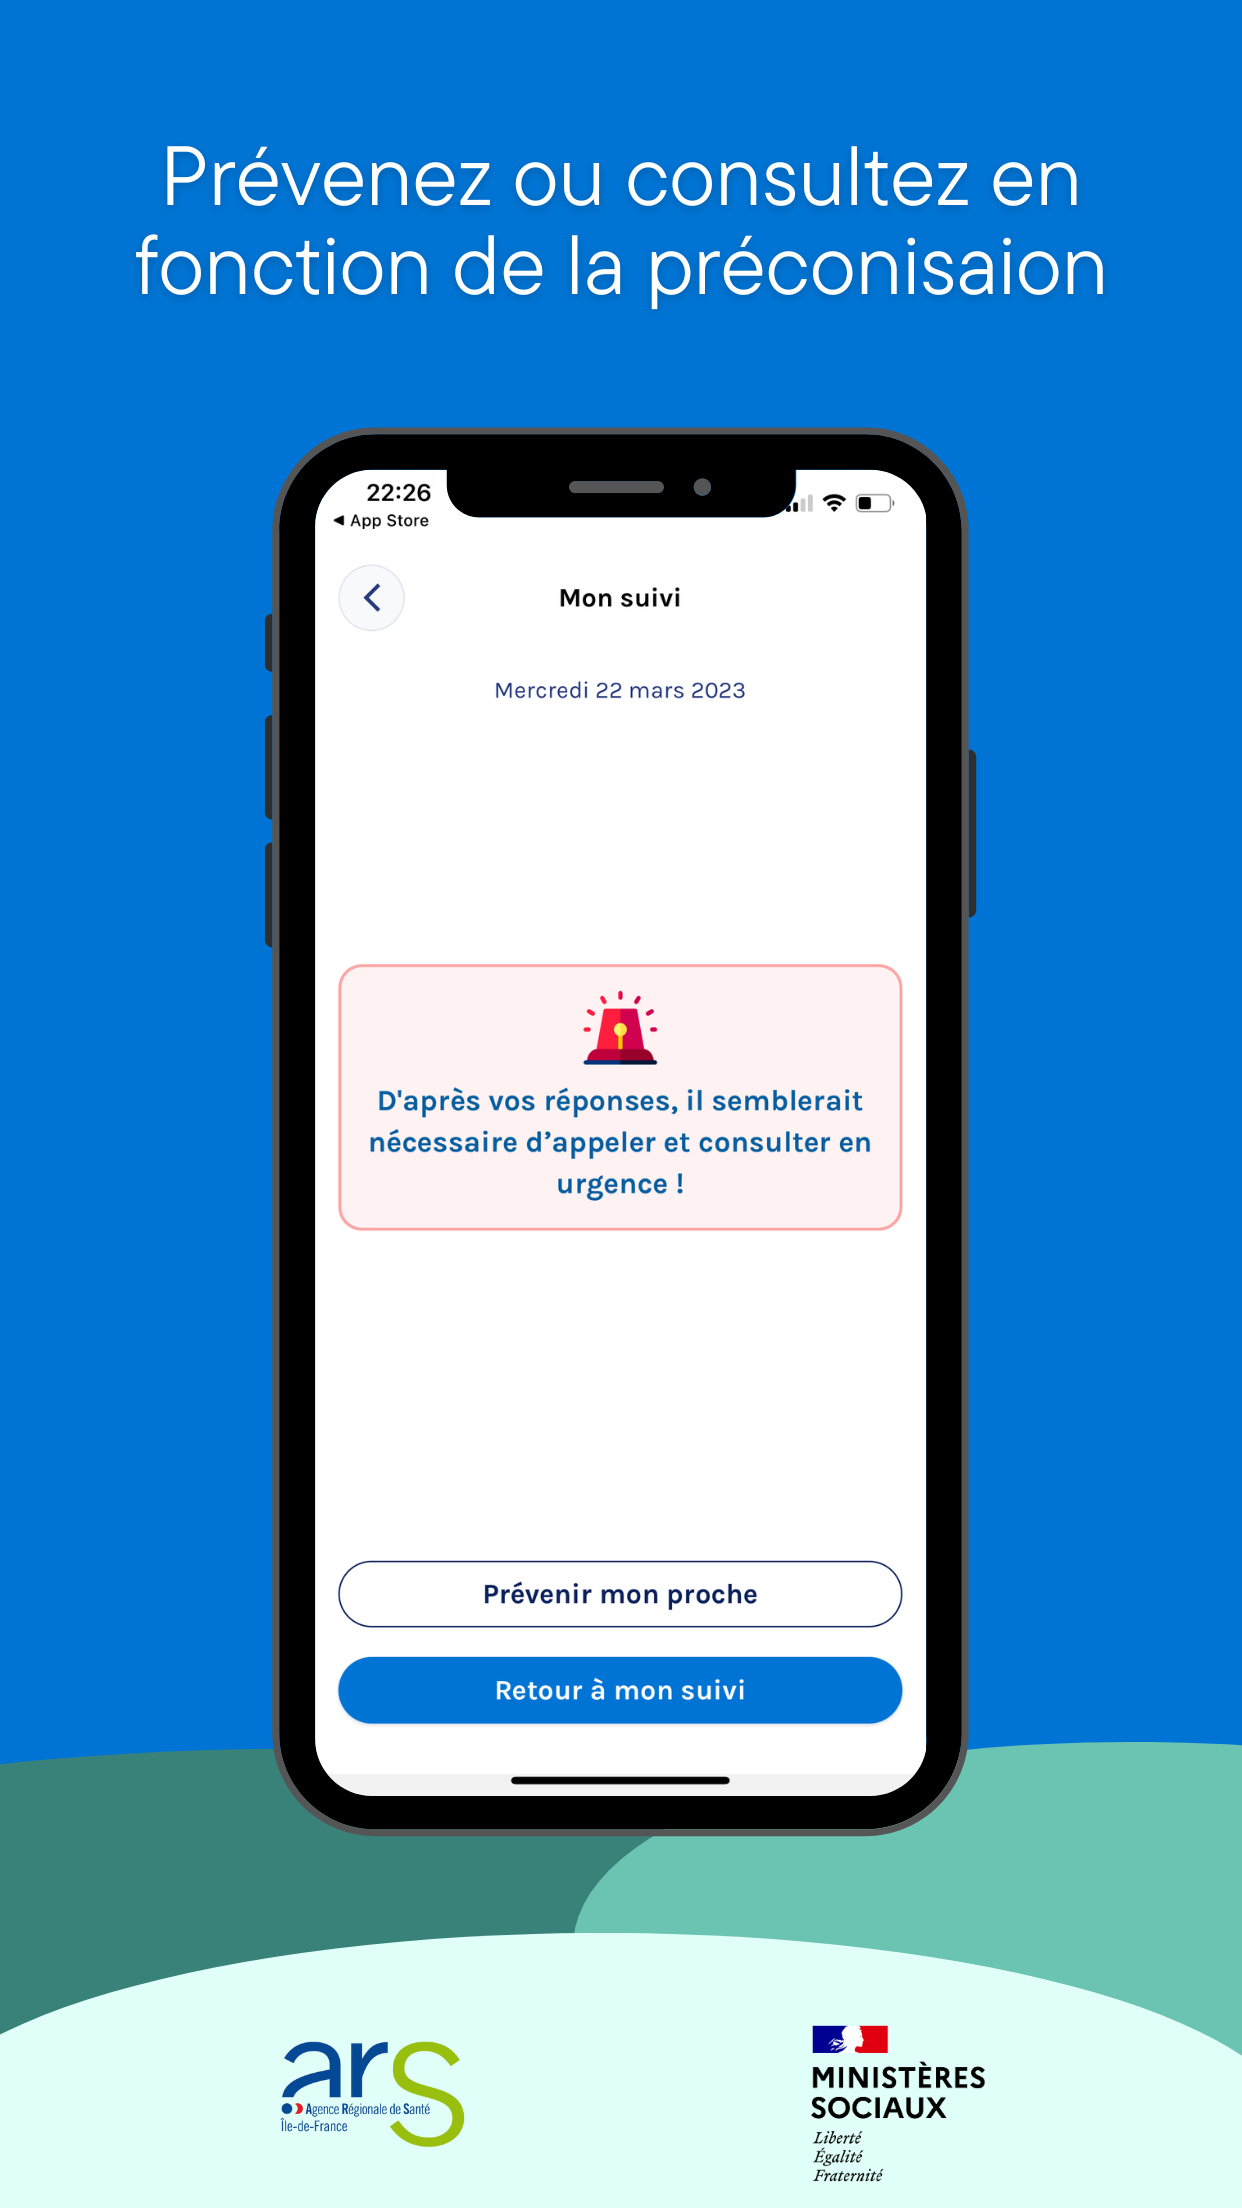 Prévenez ou consultez en
fonction de la préconisaion
22:26
◀ App Store
Mon suivi
Mercredi 22 mars 2023
D'après vos réponses, il semblerait
nécessaire d’appeler et consulter en
urgence !
Prévenir mon proche
Retour à mon suivi
ars
Agence Régionale de Santé
Île-de-France
MINISTÈRES
SOCIAUX
Liberté
Égalité
Fraternité